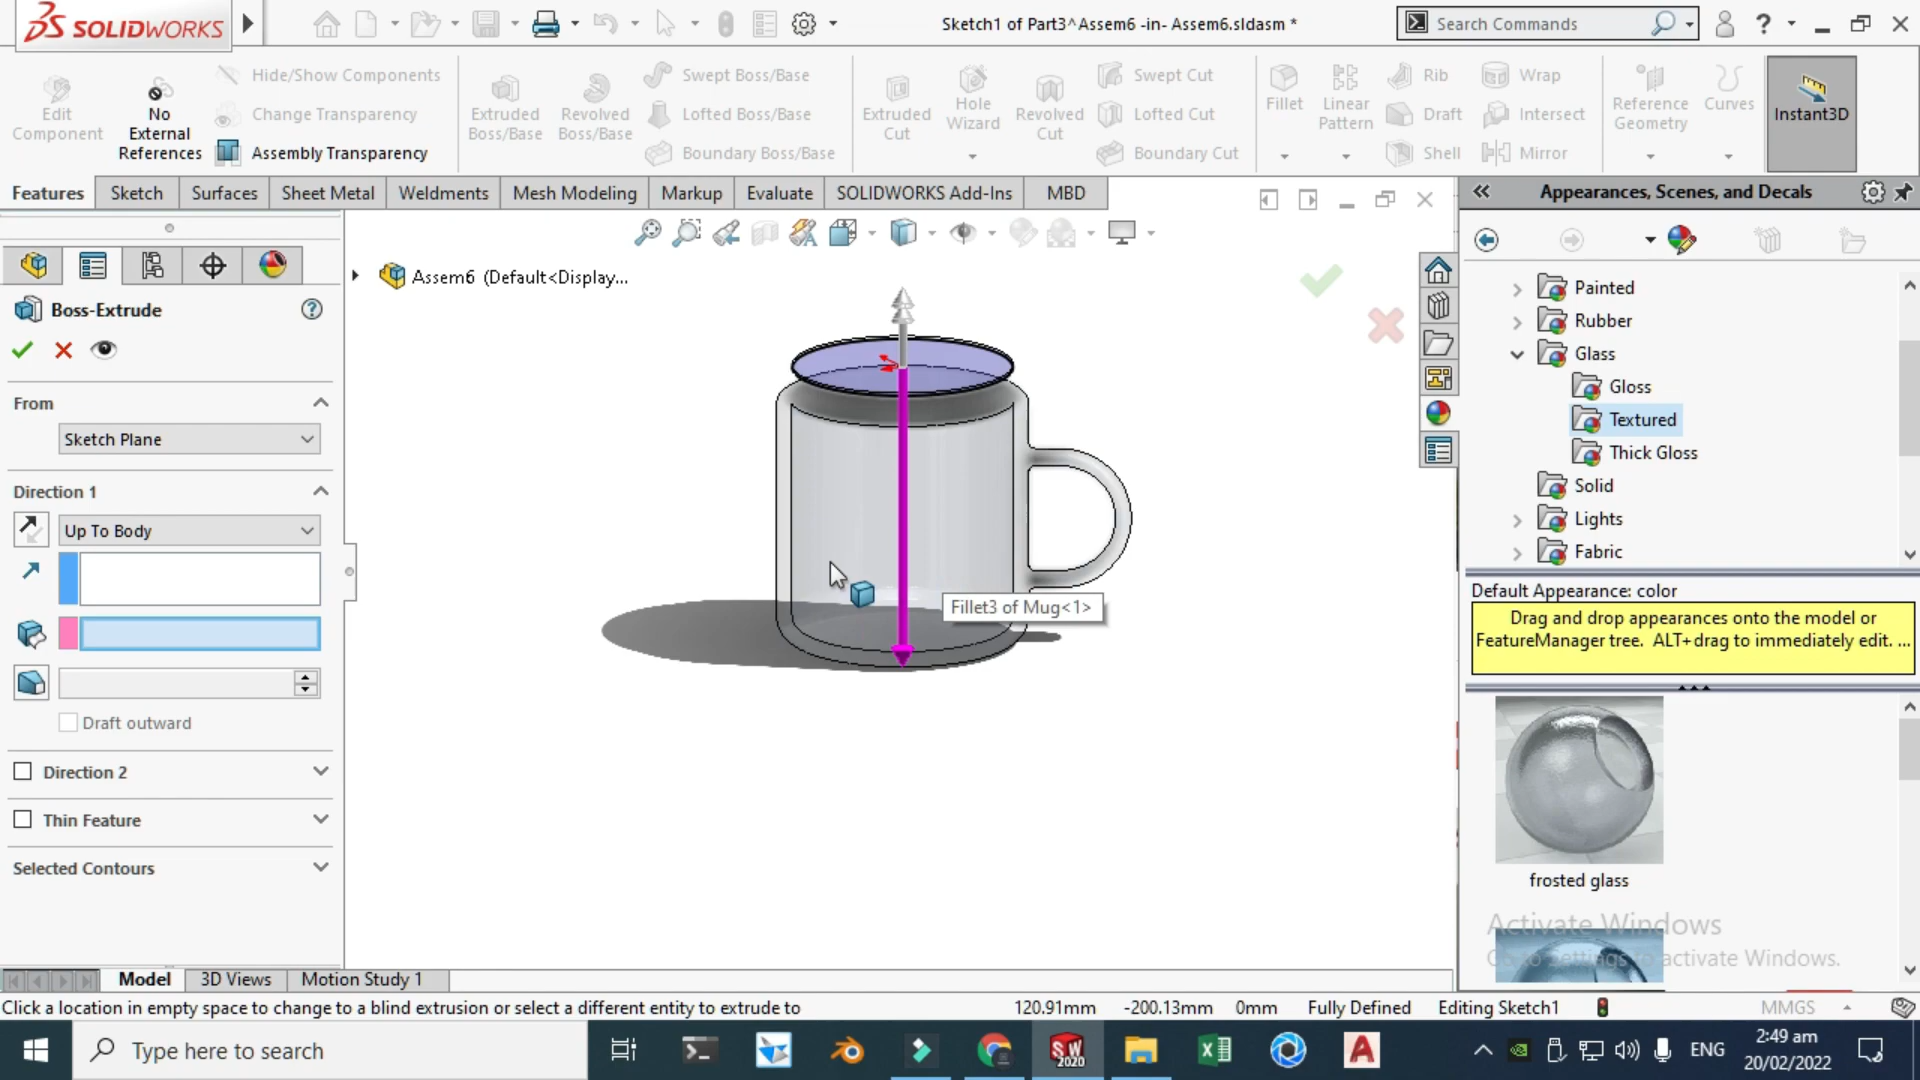 SOLIDWORKS
Sketch1 of Part3^Assem6 -in- Assem6.sldasm *
Search Commands
Edit
Component
No
External
References
Hide/Show Components
Change Transparency
Assembly Transparency
Extruded
Boss/Base
Revolved
Boss/Base
Swept Boss/Base
Lofted Boss/Base
Boundary Boss/Base
Extruded
Cut
Hole
Wizard
Revolved
Cut
Swept Cut
Lofted Cut
Boundary Cut
Fillet
Linear
Pattern
Rib
Draft
Shell
Wrap
Intersect
Mirror
Reference
Geometry
Curves
Instant3D
Features
Sketch
Surfaces
Sheet Metal
Weldments
Mesh Modeling
Markup
Evaluate
SOLIDWORKS Add-Ins
MBD
Appearances, Scenes, and Decals
Boss-Extrude
From
Sketch Plane
Direction 1
Up To Body
Draft outward
Direction 2
Thin Feature
Selected Contours
Assem6 (Default<Display...
Fillet3 of Mug<1>
Painted
Rubber
Glass
Gloss
Textured
Thick Gloss
Solid
Lights
Fabric
Default Appearance: color
Drag and drop appearances onto the model or
FeatureManager tree. ALT+drag to immediately edit. ...
frosted glass
Activate Windows
Go to Settings to activate Windows.
Model
3D Views
Motion Study 1
Click a location in empty space to change to a blind extrusion or select a different entity to extrude to
120.91mm
-200.13mm
0mm
Fully Defined
Editing Sketch1
MMGS
Type here to search
SW
2020
ENG
2:49 am
20/02/2022